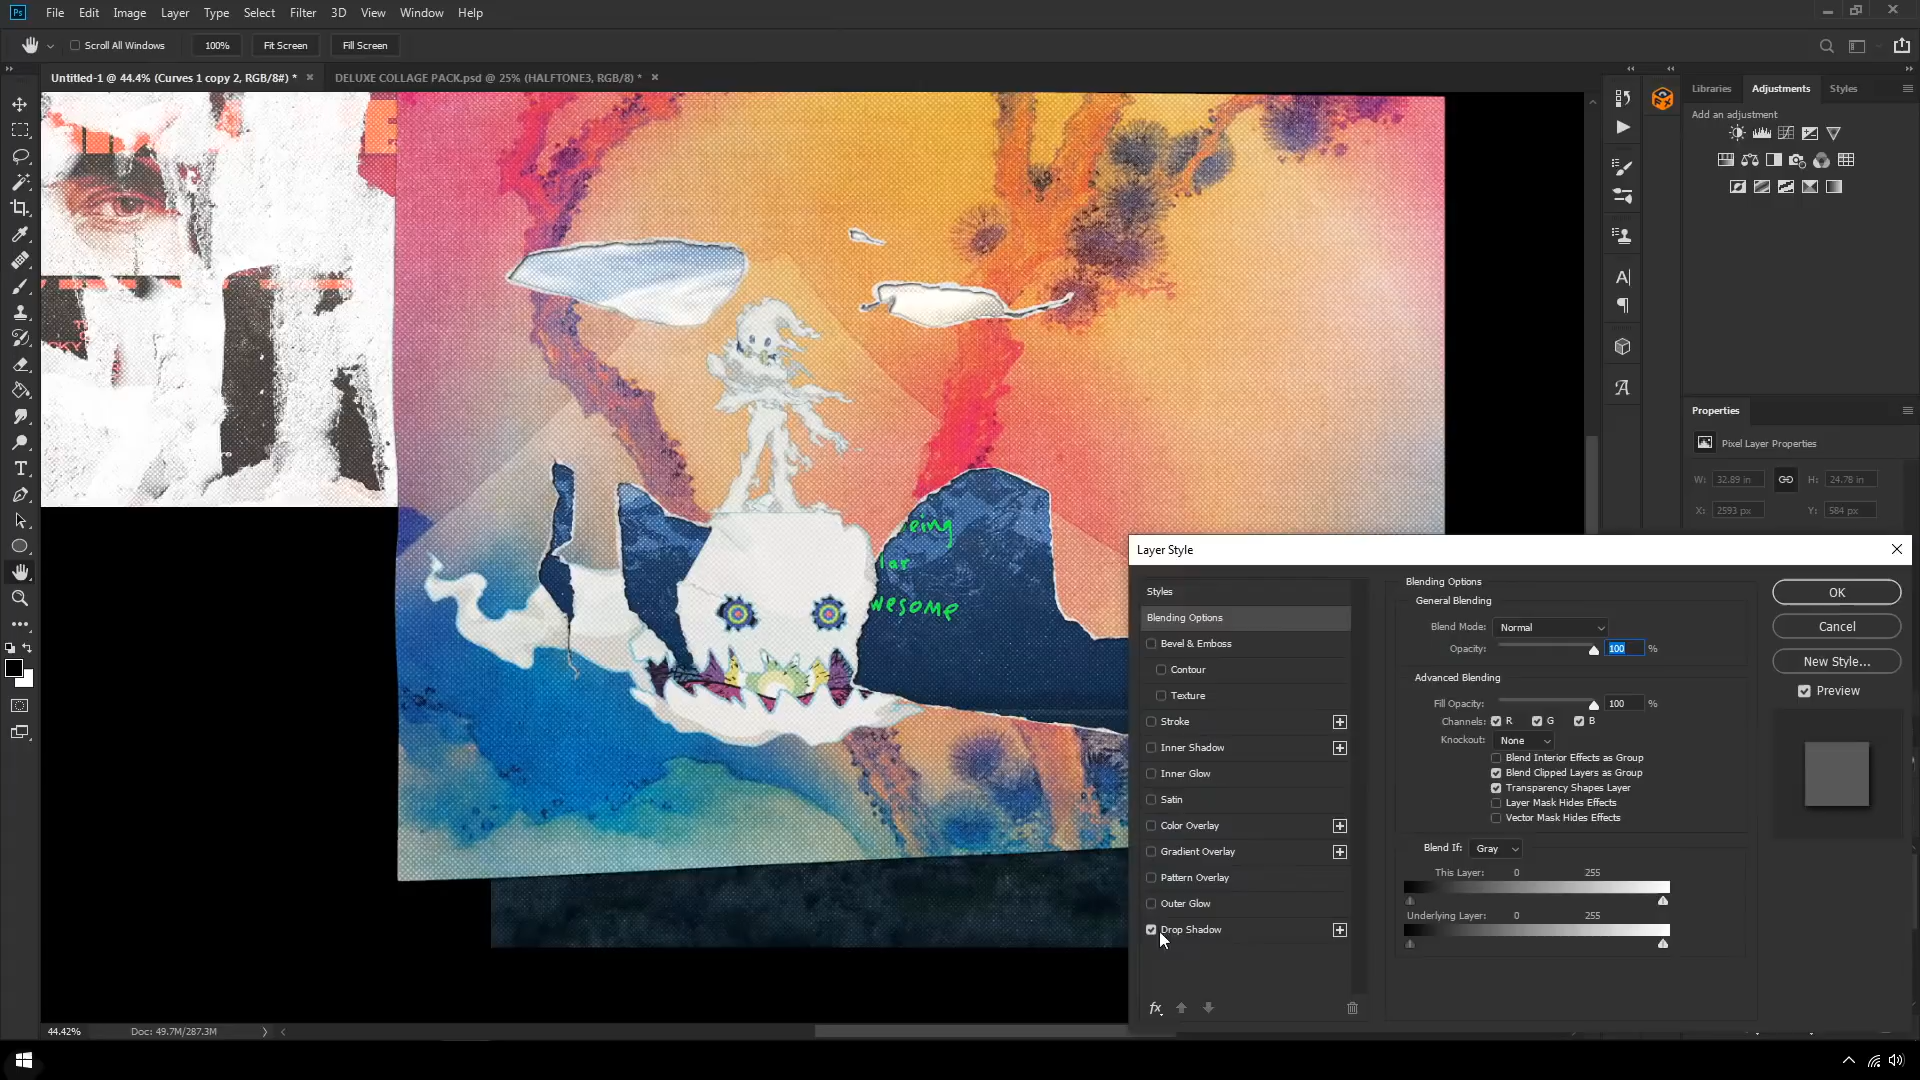 Ps File Edit Image Layer Type Select Filter 3D View Window Help
Scroll All Windows 100% Fit Screen Fill Screen
Untitled-1 @ 44.4% (Curves 1 copy 2, RGB/8#) * × DELUXE COLLAGE PACK.psd @ 25% (HALFTONE3, RGB/8) * ×
Libraries Adjustments Styles
Add an adjustment
Properties
Pixel Layer Properties
W: 32.89 in H: 24.78 in
X: 2593 px Y: 584 px
eing
lar
wesome
Layer Style
Styles
Blending Options
Bevel & Emboss
Contour
Texture
Stroke
Inner Shadow
Inner Glow
Satin
Color Overlay
Gradient Overlay
Pattern Overlay
Outer Glow
Drop Shadow
fx
Blending Options
General Blending
Blend Mode: Normal
Opacity: 100 %
Advanced Blending
Fill Opacity: 100 %
Channels: R G B
Knockout: None
Blend Interior Effects as Group
Blend Clipped Layers as Group
Transparency Shapes Layer
Layer Mask Hides Effects
Vector Mask Hides Effects
Blend If: Gray
This Layer: 0 255
Underlying Layer: 0 255
OK
Cancel
New Style...
Preview
44.42% Doc: 49.7M/287.3M